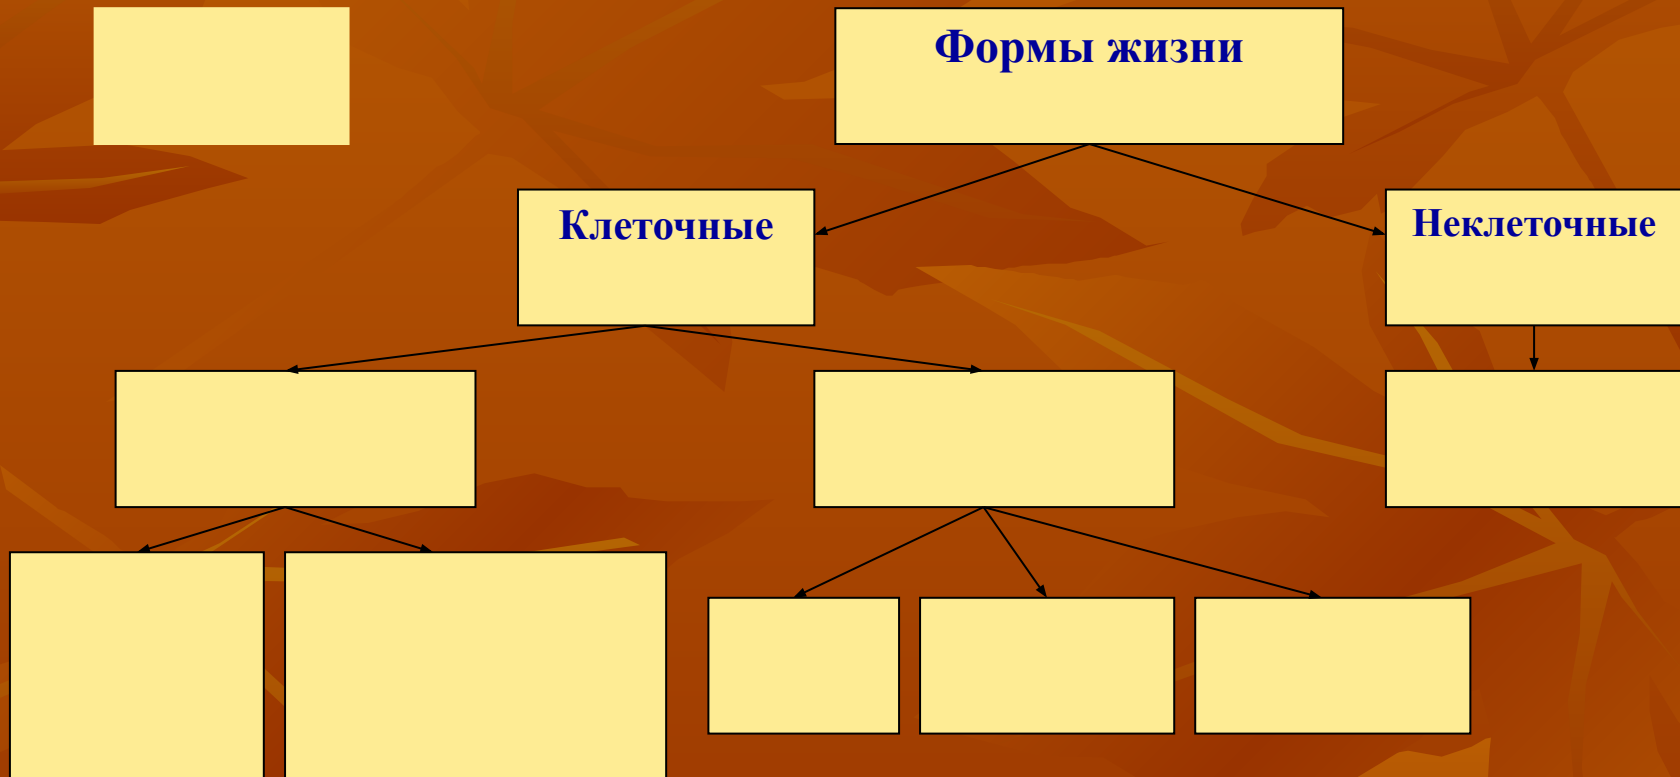 Формы жизни
Клеточные
Неклеточные